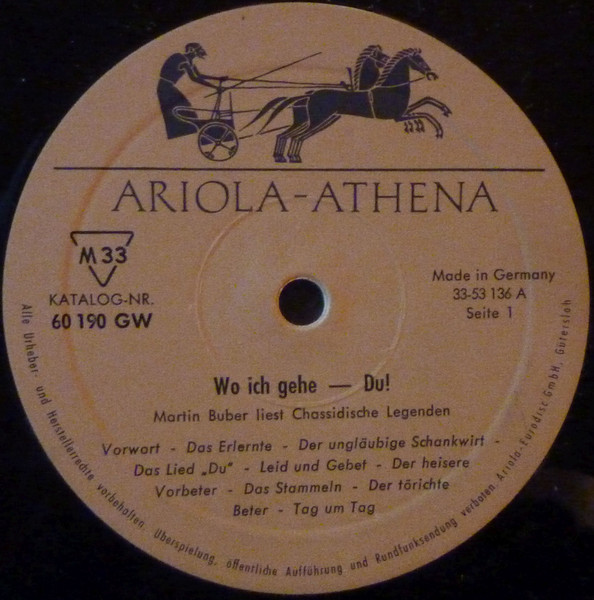 ARIOLA-ATHENA
M 33
KATALOG-NR.
60 190 GW
Made in Germany
33-53 136 A
Seite 1
Wo ich gehe — Du!
Martin Buber liest Chassidische Legenden
Vorwort - Das Erlernte - Der ungläubige Schankwirt -
Das Lied „Du" - Leid und Gebet - Der heisere
Vorbeter - Das Stammeln - Der törichte
Beter - Tag um Tag
Alle Urheber- und Herstellerrechte vorbehalten. Überspielung, öffentliche Aufführung und Rundfunksendung verboten. Ariola-Eurodisc GmbH, Gütersloh